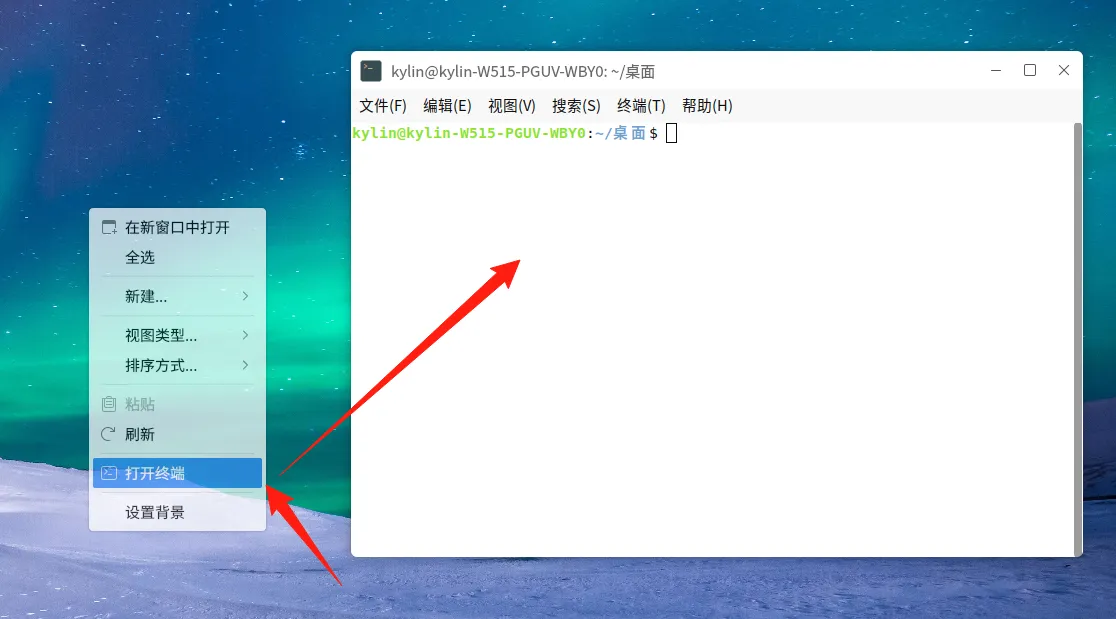 kylin@kylin-W515-PGUV-WBY0: ~/桌面
文件(F) 编辑(E) 视图(V) 搜索(S) 终端(T) 帮助(H)
kylin@kylin-W515-PGUV-WBY0:~/桌面$
在新窗口中打开
全选
新建...
视图类型...
排序方式...
粘贴
刷新
打开终端
设置背景